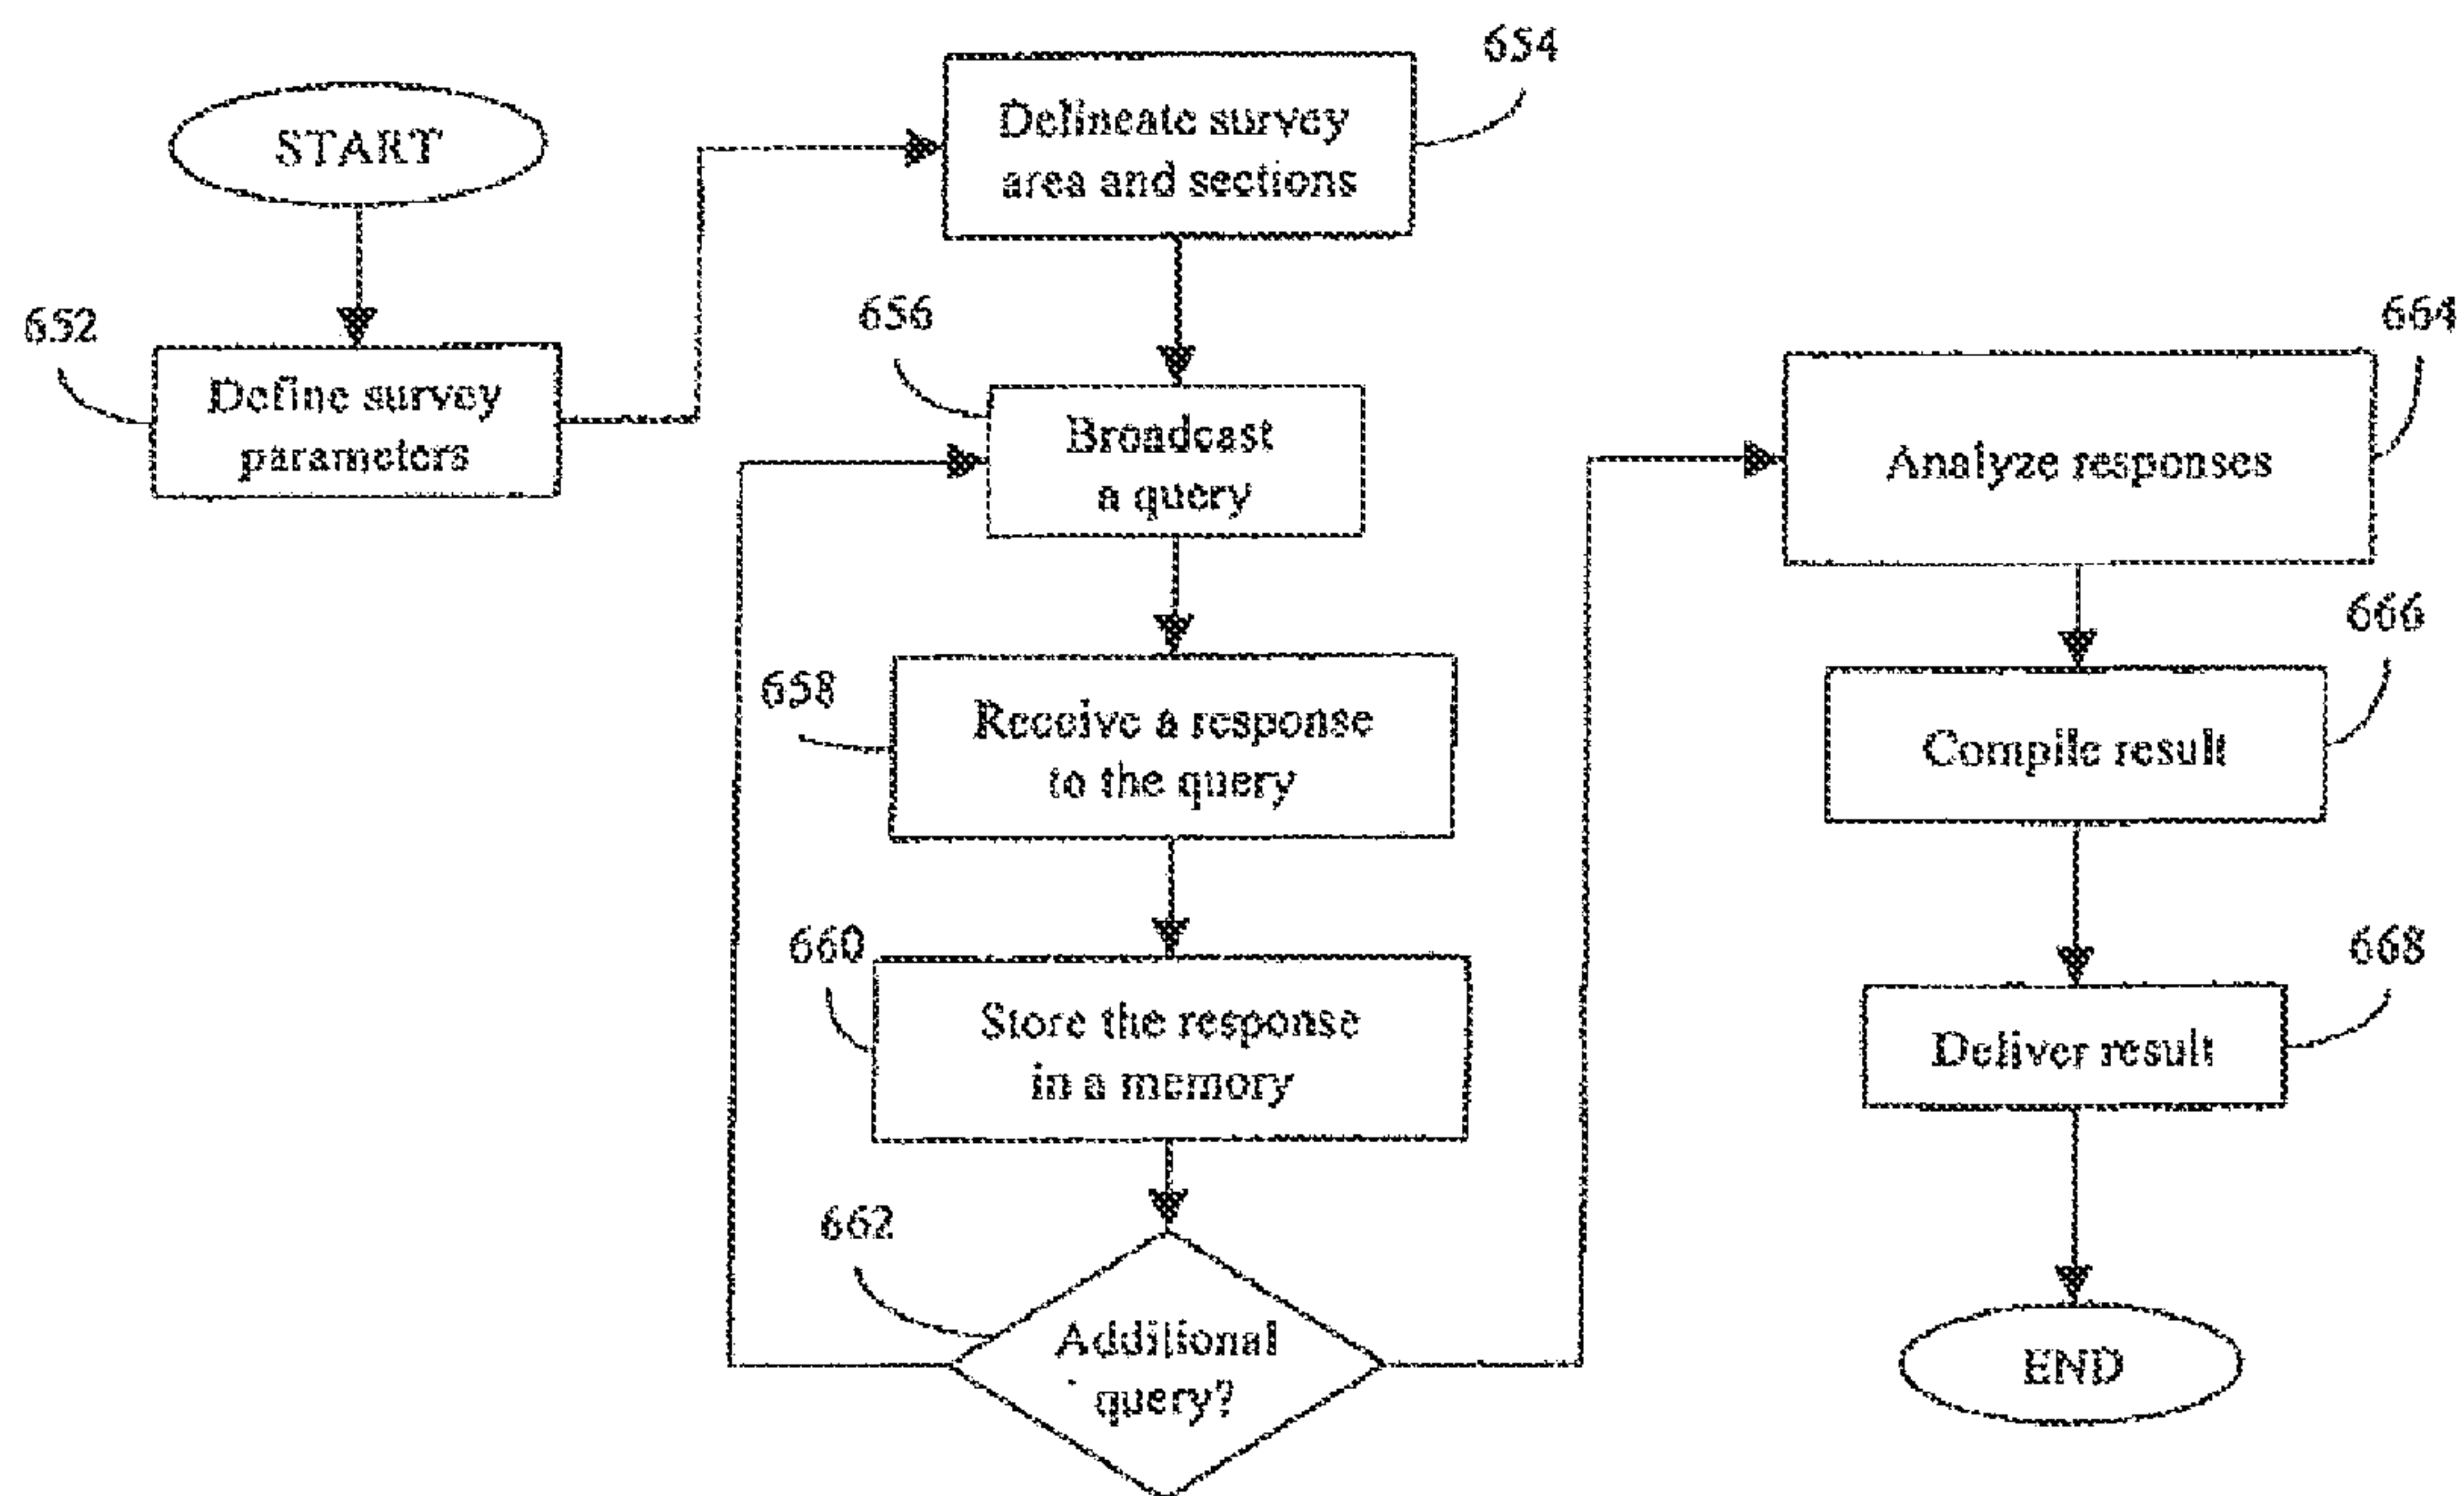 START
652
Define survey
parameters
654
Delineate survey
area and sections
656
Broadcast
a query
658
Receive a response
to the query
660
Store the response
in a memory
662
Additional
query?
664
Analyze responses
666
Compile result
668
Deliver result
END